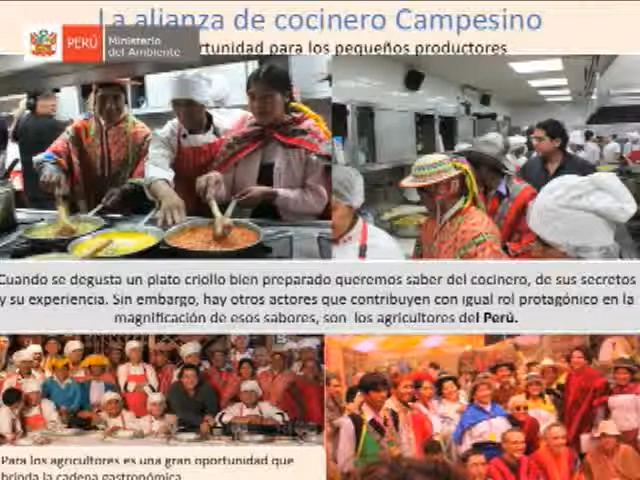 La alianza de cocinero Campesino
PERÚ Ministerio del Ambiente
rtunidad para los pequeños productores
Cuando se degusta un plato criollo bien preparado queremos saber del cocinero, de sus secretos
y su experiencia. Sin embargo, hay otros actores que contribuyen con igual rol protagónico en la
magnificación de esos sabores, son los agricultores del Perú.
Para los agricultores es una gran oportunidad que
brinda la cadena gastronómica